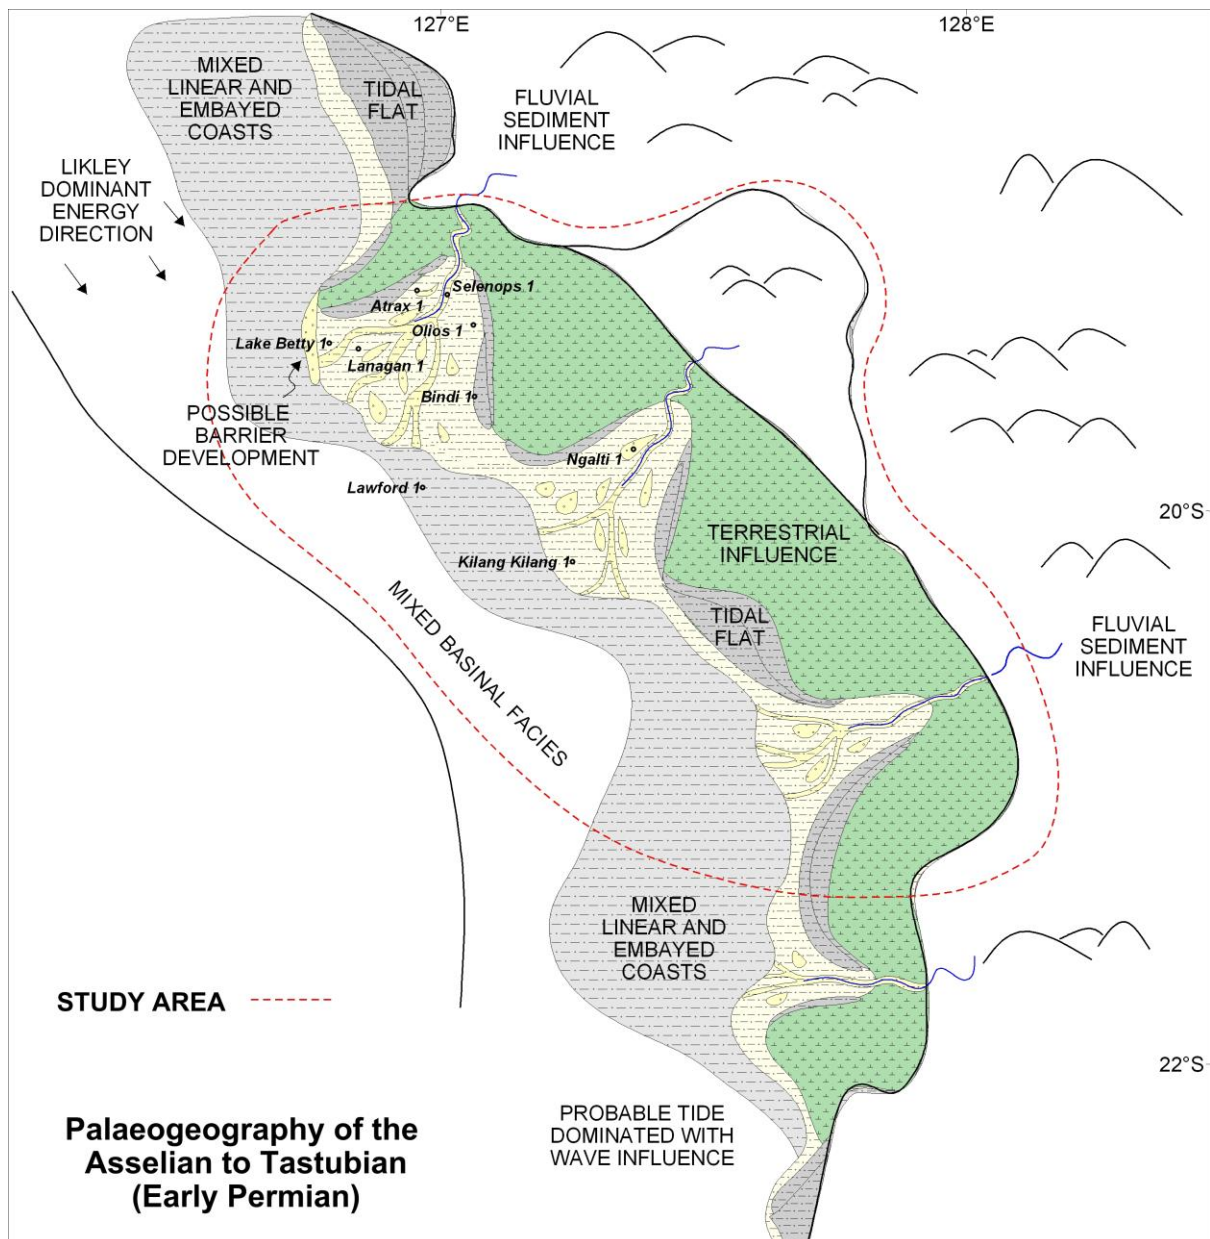 127°E
128°E
MIXED
LINEAR AND
EMBAYED
COASTS
TIDAL
FLAT
FLUVIAL
SEDIMENT
INFLUENCE
LIKLEY
DOMINANT
ENERGY
DIRECTION
Selenops 1
Atrax 1
Olios 1
Lake Betty 1
Lanagan 1
Bindi 1
POSSIBLE
BARRIER
DEVELOPMENT
Ngalti 1
Lawford 1
20°S
TERRESTRIAL
INFLUENCE
Kilang Kilang 1
MIXED BASINAL FACIES
TIDAL
FLAT
FLUVIAL
SEDIMENT
INFLUENCE
MIXED
LINEAR AND
EMBAYED
COASTS
STUDY AREA
22°S
PROBABLE TIDE
DOMINATED WITH
WAVE INFLUENCE
Palaeogeography of the
Asselian to Tastubian
(Early Permian)